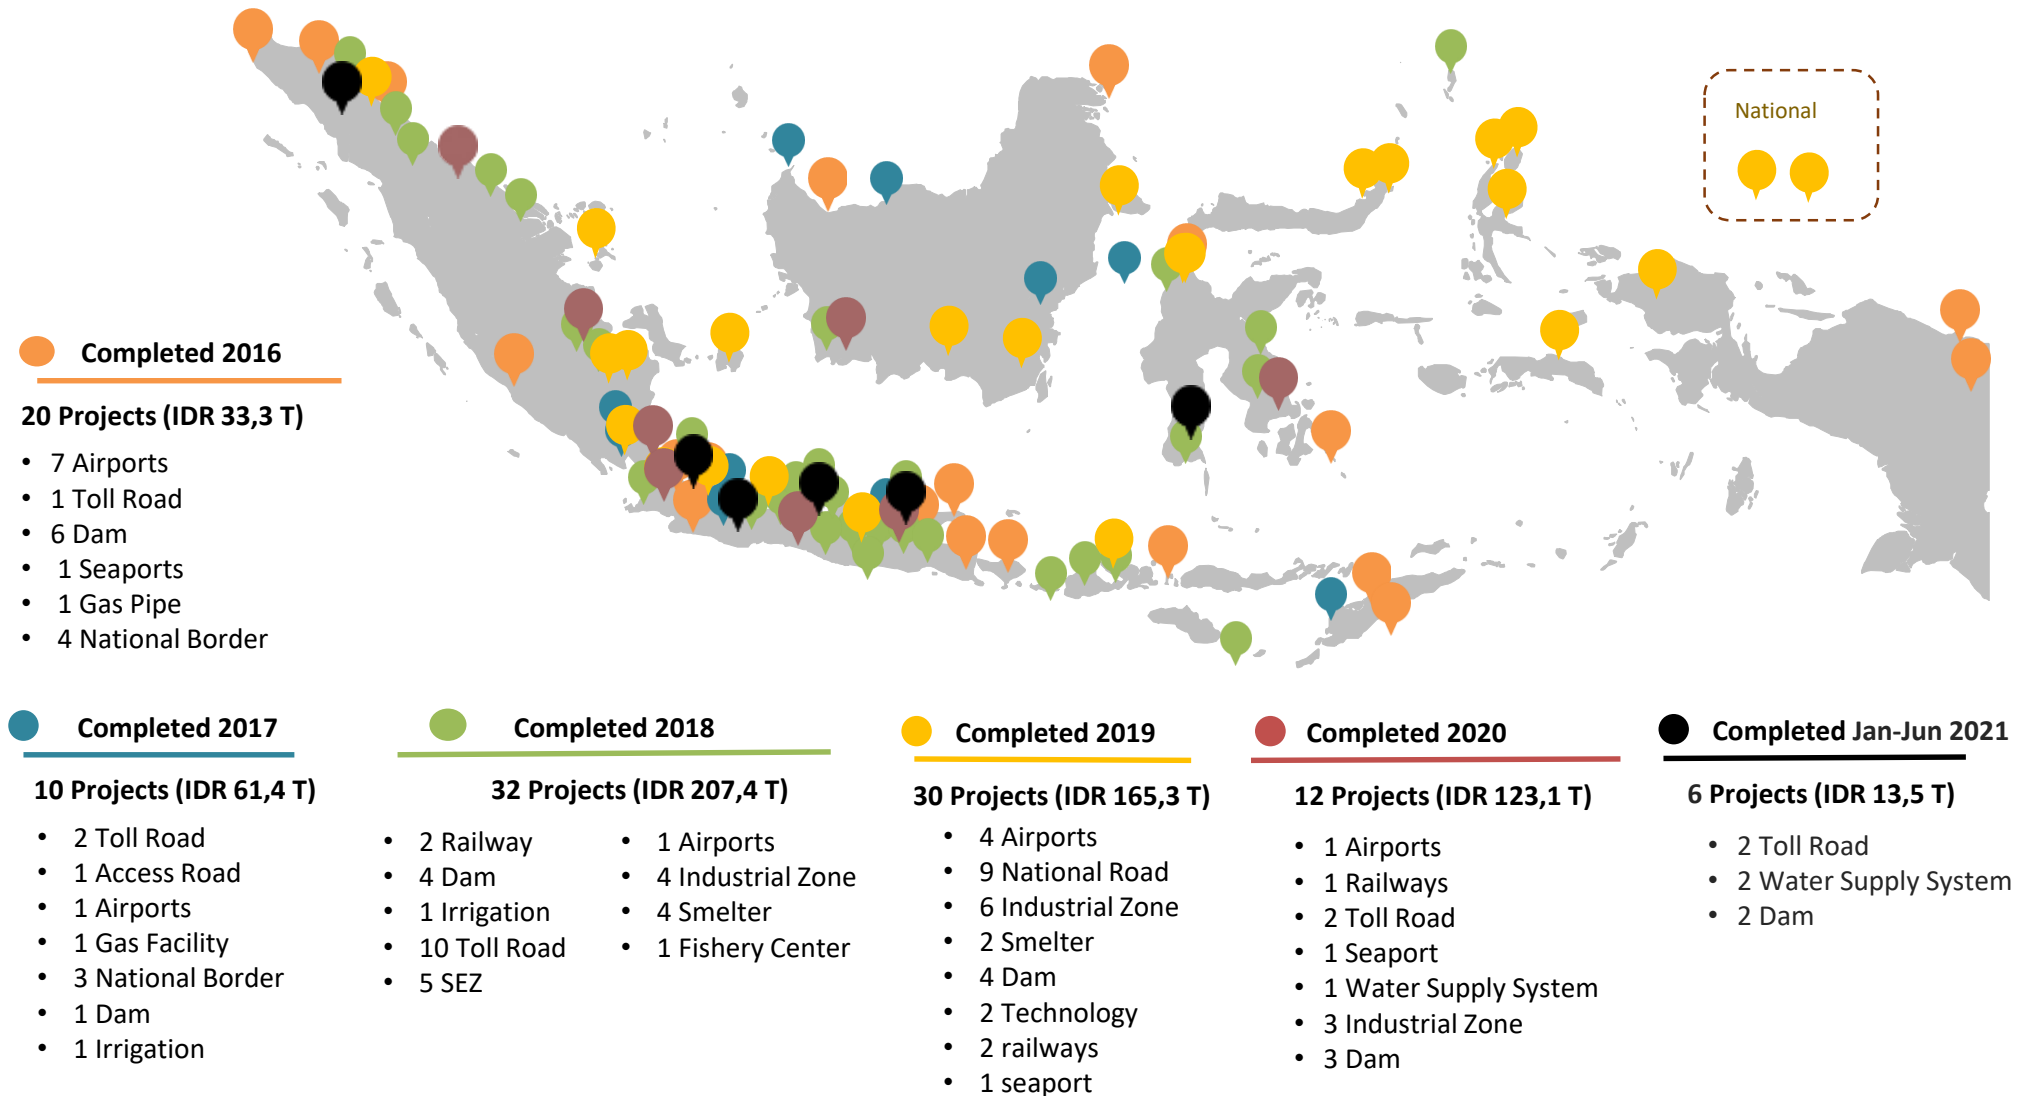 National
Completed 2016
20 Projects (IDR 33,3 T)
• 7 Airports
• 1 Toll Road
• 6 Dam
• 1 Seaports
• 1 Gas Pipe
• 4 National Border
Completed 2017
10 Projects (IDR 61,4 T)
• 2 Toll Road
• 1 Access Road
• 1 Airports
• 1 Gas Facility
• 3 National Border
• 1 Dam
• 1 Irrigation
Completed 2018
32 Projects (IDR 207,4 T)
• 2 Railway
• 4 Dam
• 1 Irrigation
• 10 Toll Road
• 5 SEZ
• 1 Airports
• 4 Industrial Zone
• 4 Smelter
• 1 Fishery Center
Completed 2019
30 Projects (IDR 165,3 T)
• 4 Airports
• 9 National Road
• 6 Industrial Zone
• 2 Smelter
• 4 Dam
• 2 Technology
• 2 railways
• 1 seaport
Completed 2020
12 Projects (IDR 123,1 T)
• 1 Airports
• 1 Railways
• 2 Toll Road
• 1 Seaport
• 1 Water Supply System
• 3 Industrial Zone
• 3 Dam
Completed Jan-Jun 2021
6 Projects (IDR 13,5 T)
• 2 Toll Road
• 2 Water Supply System
• 2 Dam